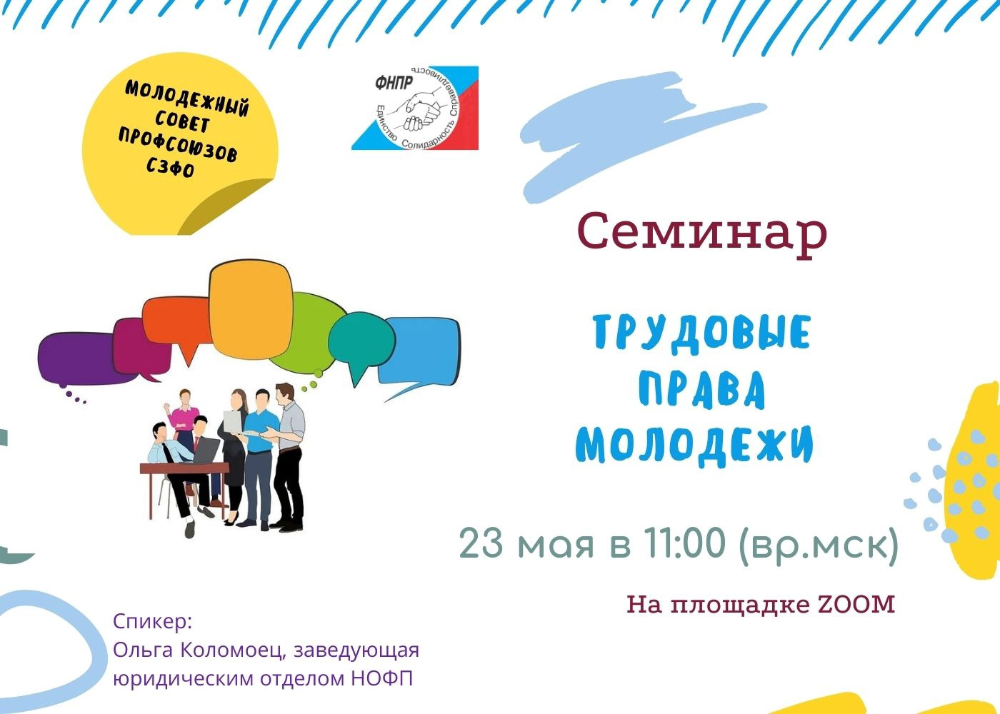 МОЛОДЕЖНЫЙ
СОВЕТ
ПРОФСОЮЗОВ
СЗФО
ФНПР
Единство Солидарность Справедливость
Семинар
ТРУДОВЫЕ
ПРАВА
МОЛОДЕЖИ
23 мая в 11:00 (вр.мск)
На площадке ZOOM
Спикер:
Ольга Коломоец, заведующая
юридическим отделом НОФП